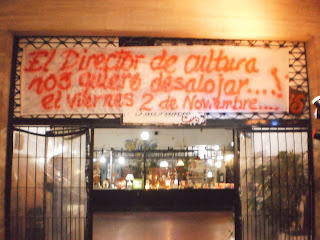 El Director de cultura
nos quiere desalojar...!
el viernes 2 de Noviembre....